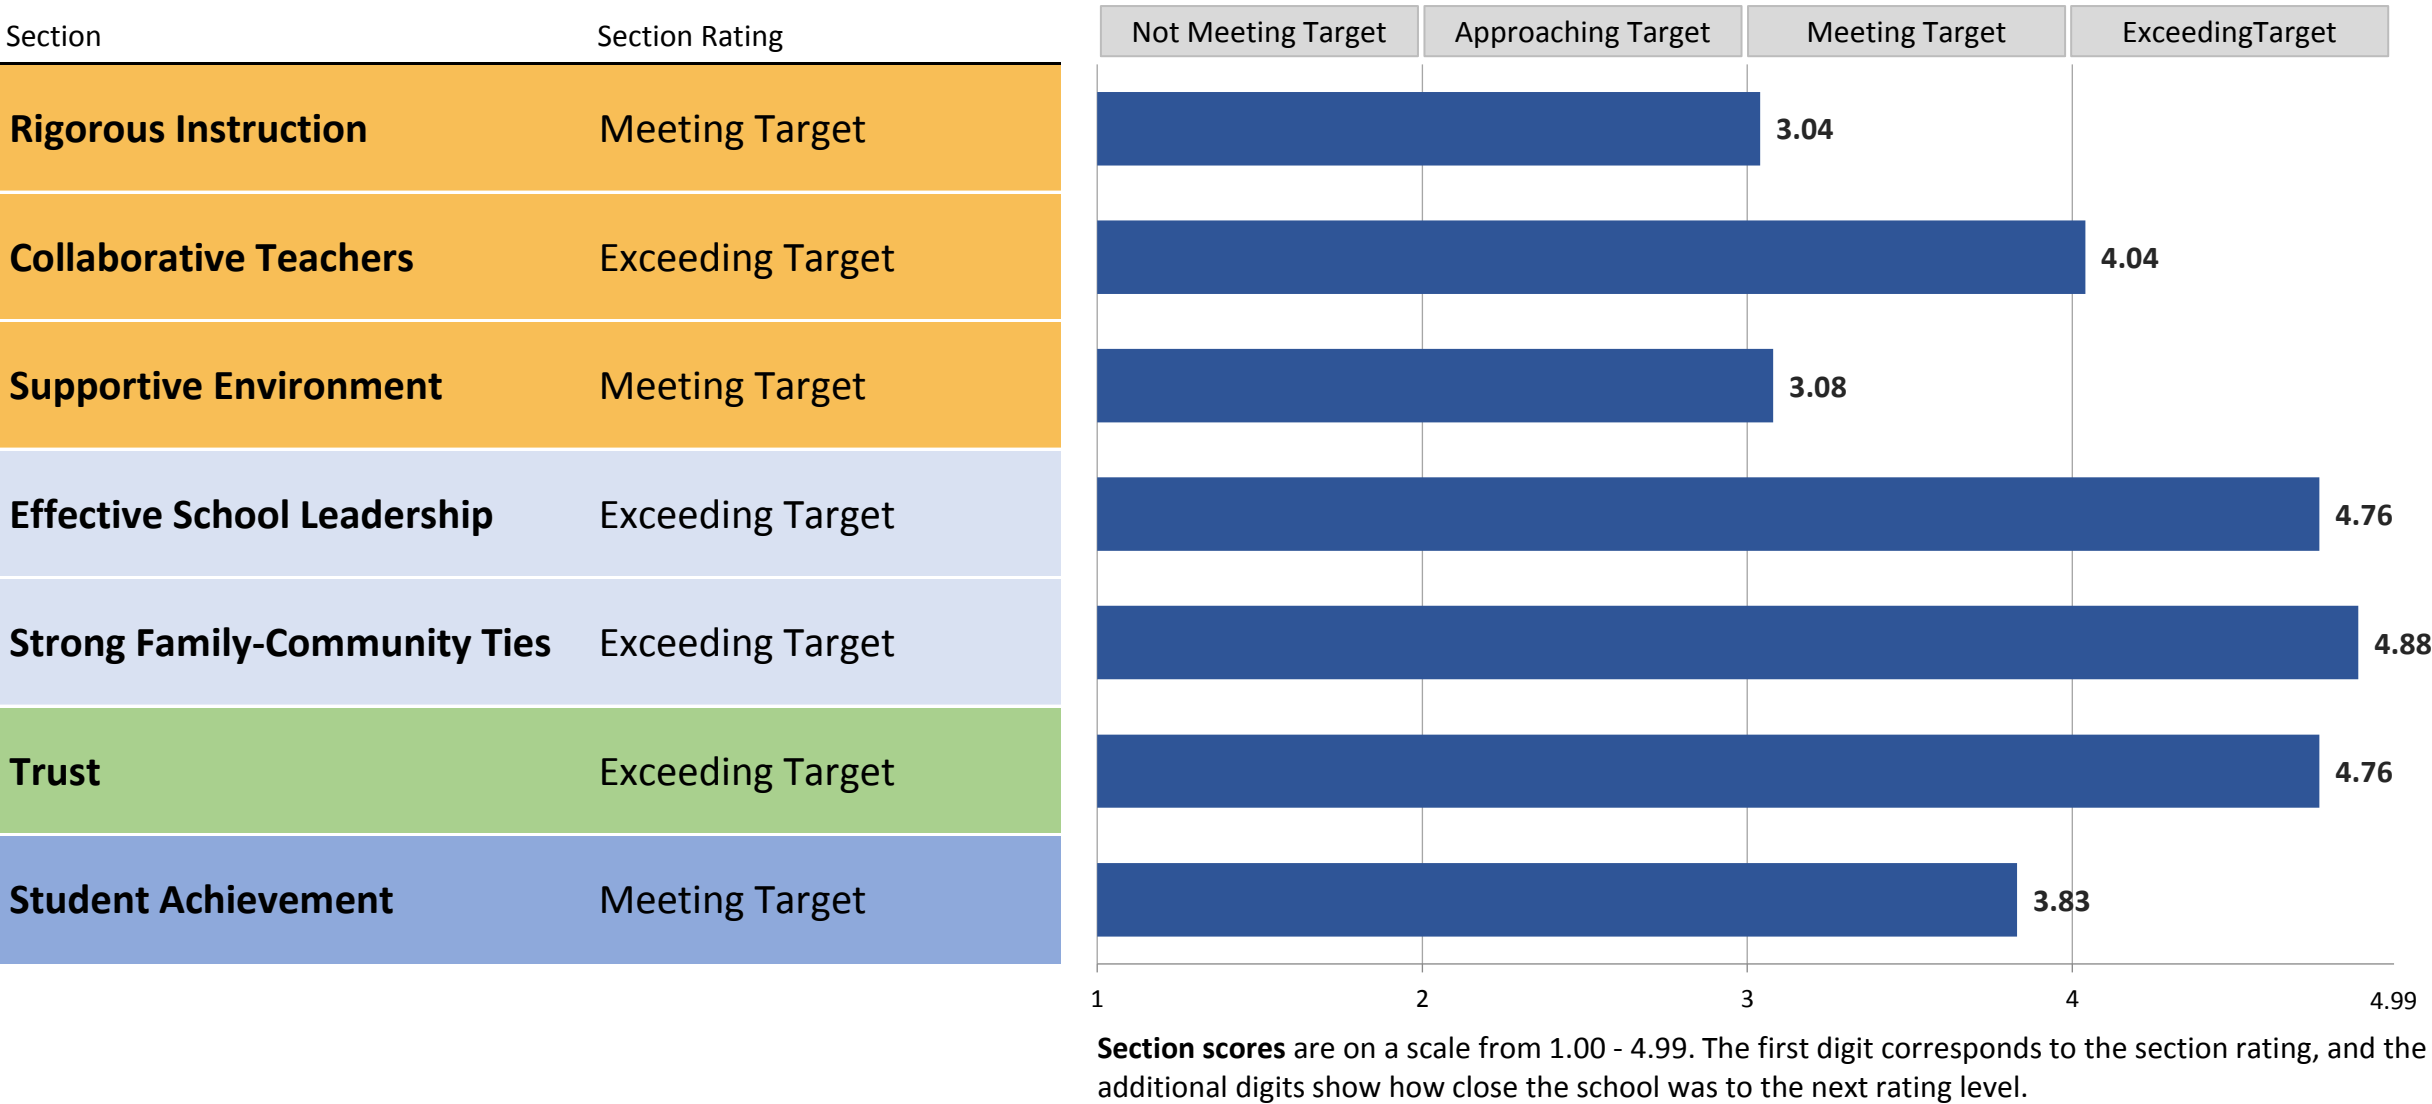 Section Section Rating Not Meeting Target Approaching Target Meeting Target ExceedingTarget
Rigorous Instruction Meeting Target 3.04
Collaborative Teachers Exceeding Target 4.04
Supportive Environment Meeting Target 3.08
Effective School Leadership Exceeding Target 4.76
Strong Family-Community Ties Exceeding Target 4.88
Trust Exceeding Target 4.76
Student Achievement Meeting Target 3.83
1 2 3 4 4.99
Section scores are on a scale from 1.00 - 4.99. The first digit corresponds to the section rating, and the
additional digits show how close the school was to the next rating level.